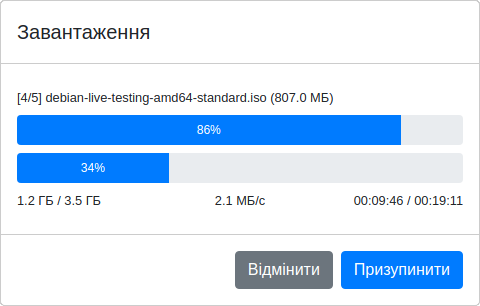 Завантаження
[4/5] debian-live-testing-amd64-standard.iso (807.0 МБ)
86%
34%
1.2 ГБ / 3.5 ГБ 2.1 МБ/с 00:09:46 / 00:19:11
Відмінити Призупинити